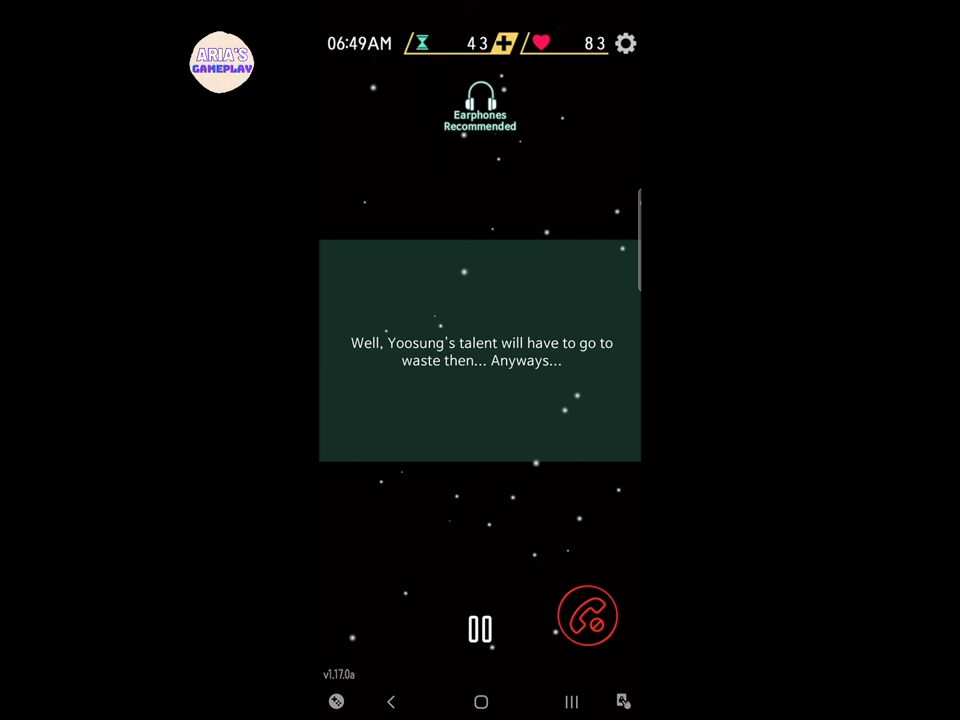 ARIA'S
GAMEPLAY
06:49AM
43
83
Earphones
Recommended
Well, Yoosung's talent will have to go to
waste then... Anyways...
v1.17.0a